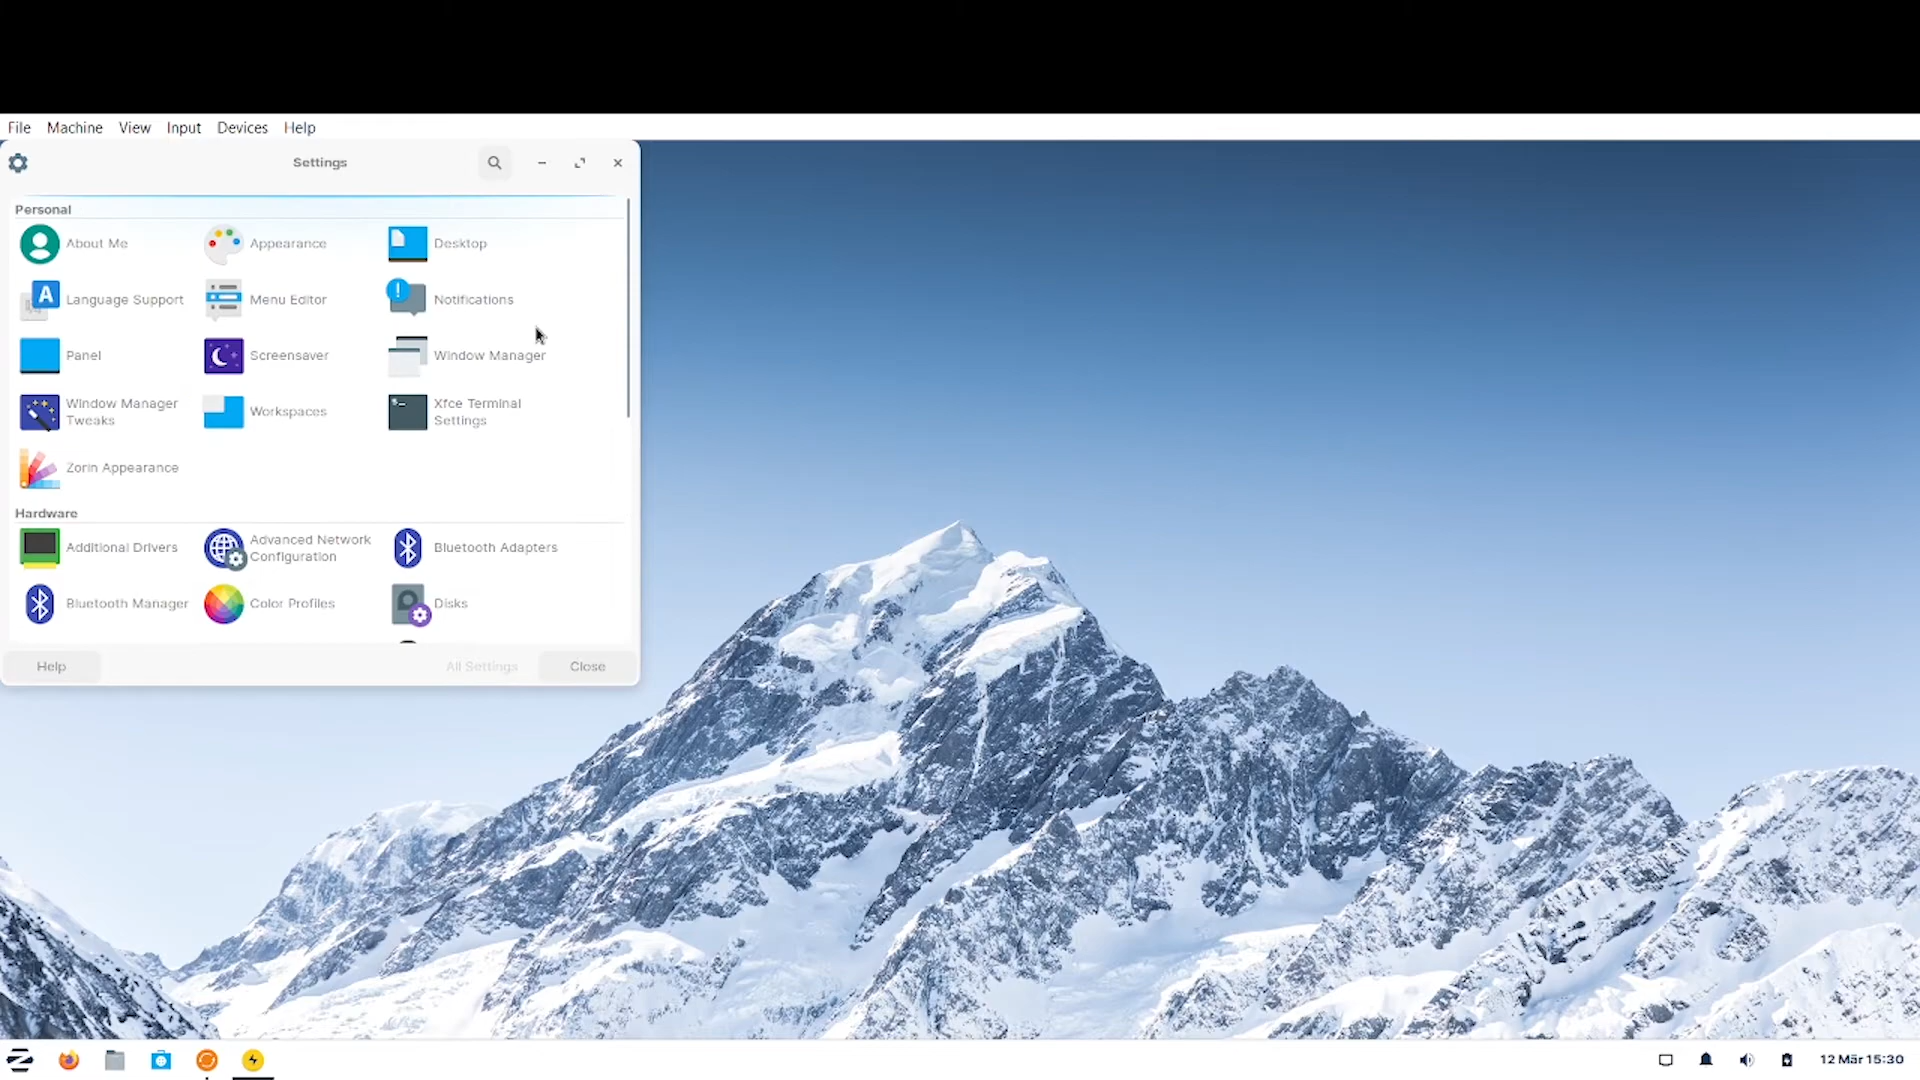 File Machine View Input Devices Help
Settings
Personal
About Me
Appearance
Desktop
Language Support
Menu Editor
Notifications
Panel
Screensaver
Window Manager
Window Manager
Tweaks
Workspaces
Xfce Terminal
Settings
Zorin Appearance
Hardware
Additional Drivers
Advanced Network
Configuration
Bluetooth Adapters
Bluetooth Manager
Color Profiles
Disks
Help
All Settings
Close
12 Mär 15:30